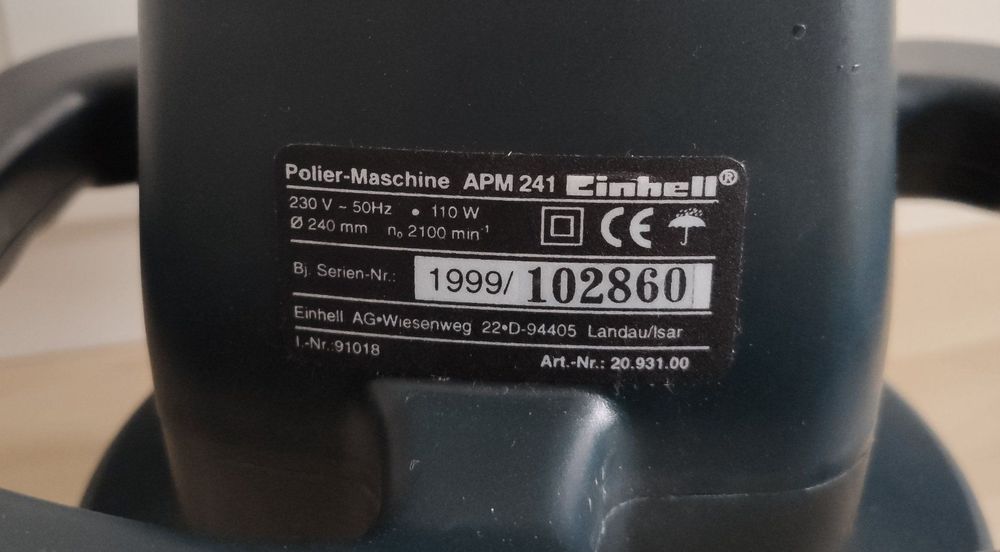 Polier-Maschine APM 241 Einhell®
230 V ~ 50Hz • 110 W
Ø 240 mm n₀ 2100 min⁻¹
CE
Bj. Serien-Nr.: 1999/ 102860
Einhell AG•Wiesenweg 22•D-94405 Landau/Isar
I.-Nr.:91018
Art.-Nr.: 20.931.00